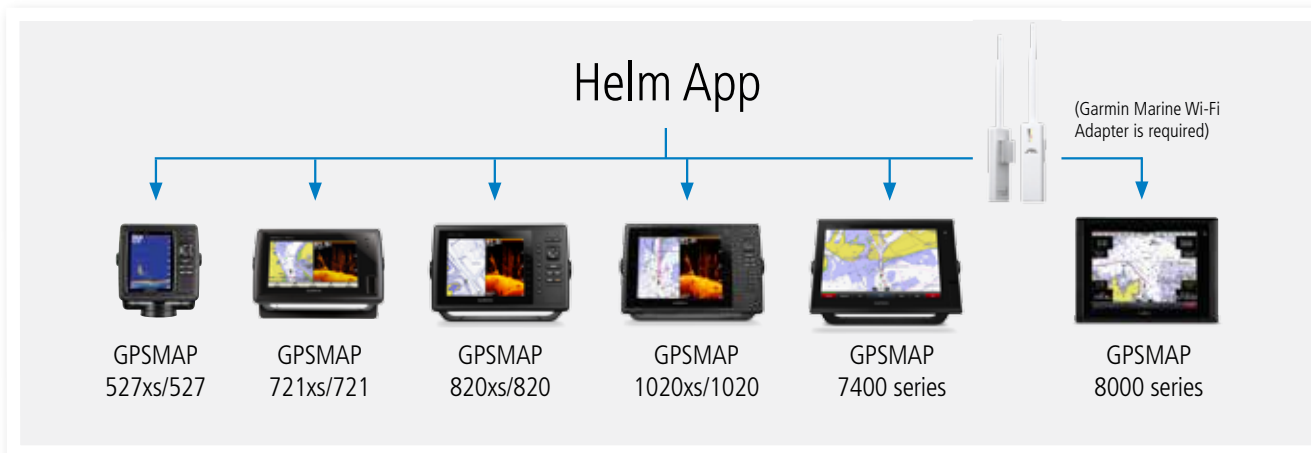 Helm App
(Garmin Marine Wi-Fi
Adapter is required)
GPSMAP
527xs/527
GPSMAP
721xs/721
GPSMAP
820xs/820
GPSMAP
1020xs/1020
GPSMAP
7400 series
GPSMAP
8000 series